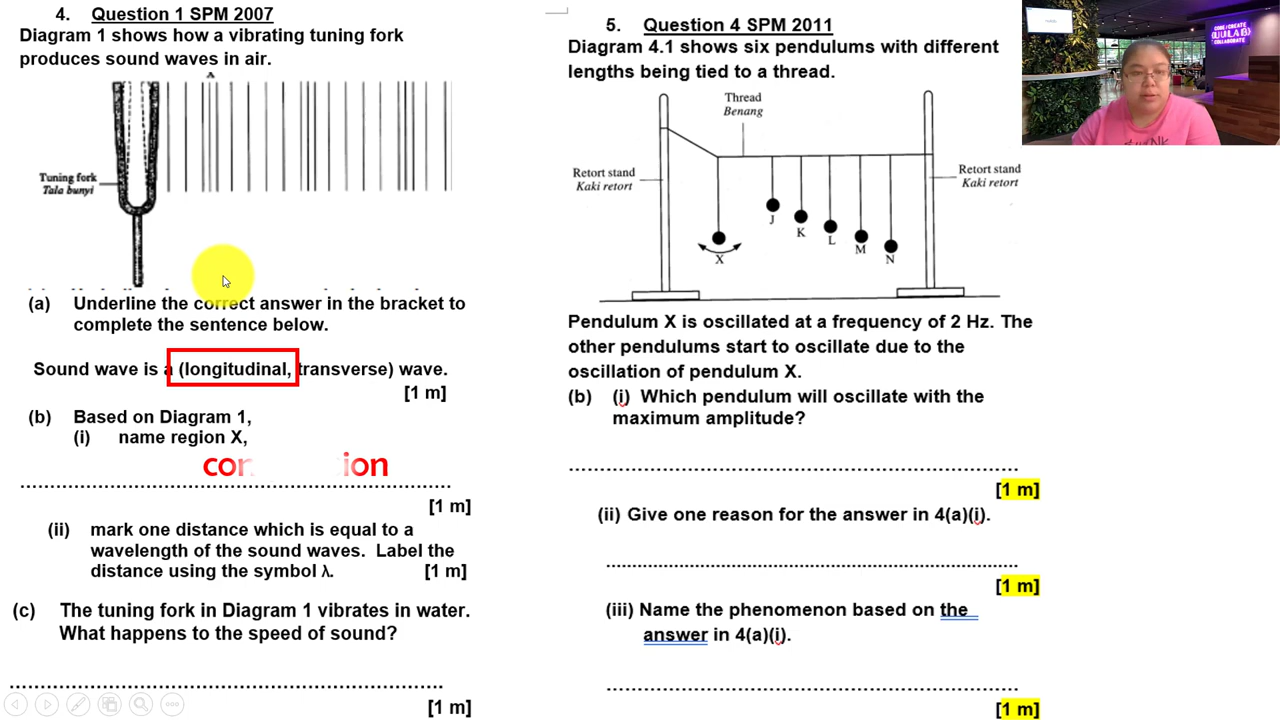 4. Question 1 SPM 2007
Diagram 1 shows how a vibrating tuning fork
produces sound waves in air.
Tuning fork
Tala bunyi
(a) Underline the correct answer in the bracket to
complete the sentence below.
Sound wave is a (longitudinal, transverse) wave.
[1 m]
(b) Based on Diagram 1,
(i) name region X,
con ion
........................................................................
[1 m]
(ii) mark one distance which is equal to a
wavelength of the sound waves. Label the
distance using the symbol λ. [1 m]
(c) The tuning fork in Diagram 1 vibrates in water.
What happens to the speed of sound?
........................................................................
[1 m]
5. Question 4 SPM 2011
Diagram 4.1 shows six pendulums with different
lengths being tied to a thread.
Thread
Benang
Retort stand
Kaki retort
Retort stand
Kaki retort
X
J
K
L
M
N
Pendulum X is oscillated at a frequency of 2 Hz. The
other pendulums start to oscillate due to the
oscillation of pendulum X.
(b) (i) Which pendulum will oscillate with the
maximum amplitude?
........................................................................
[1 m]
(ii) Give one reason for the answer in 4(a)(i).
........................................................................
[1 m]
(iii) Name the phenomenon based on the
answer in 4(a)(i).
........................................................................
[1 m]